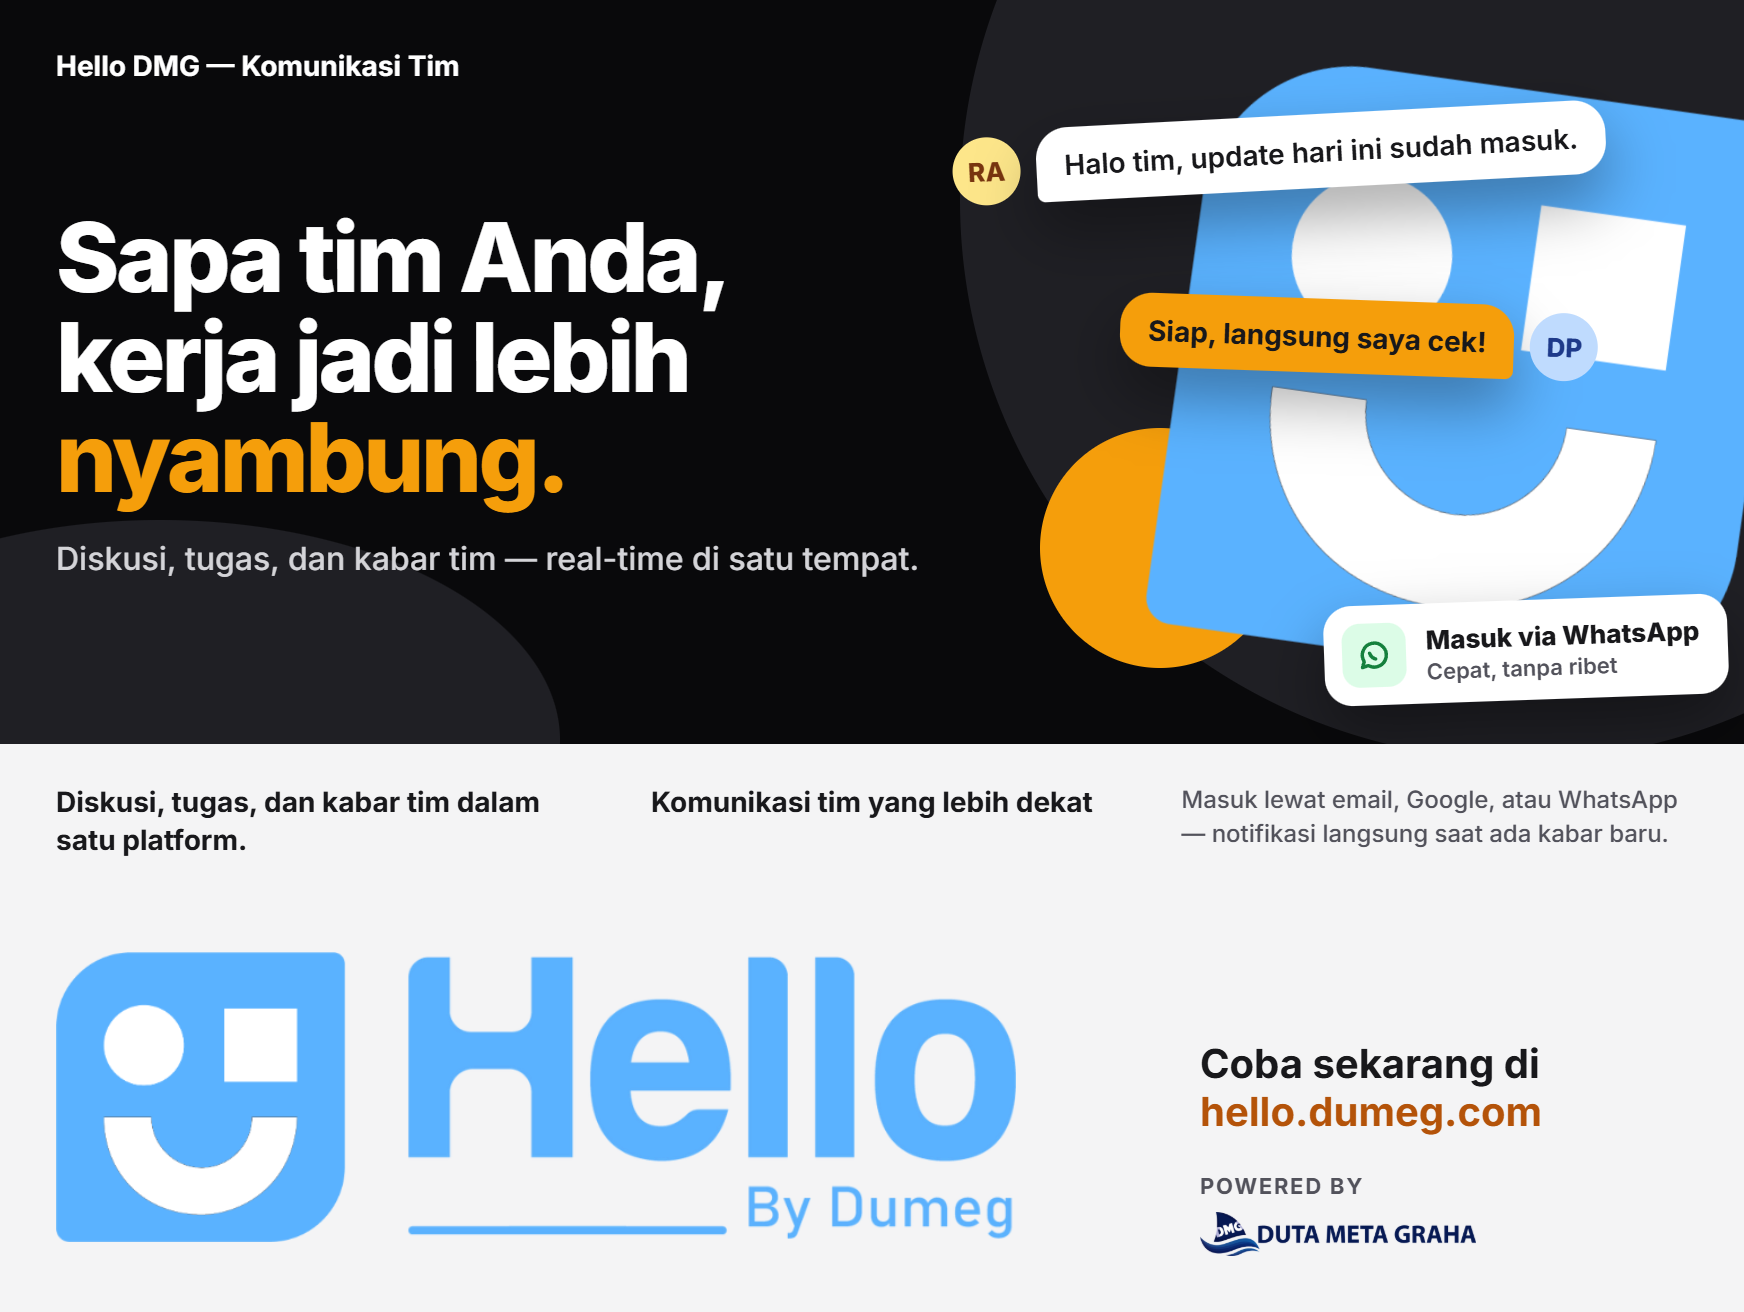 Hello DMG — Komunikasi Tim
Sapa tim Anda,
kerja jadi lebih
nyambung.
Diskusi, tugas, dan kabar tim — real-time di satu tempat.
RA
Halo tim, update hari ini sudah masuk.
Siap, langsung saya cek!
DP
Masuk via WhatsApp
Cepat, tanpa ribet
Diskusi, tugas, dan kabar tim dalam
satu platform.
Komunikasi tim yang lebih dekat
Masuk lewat email, Google, atau WhatsApp
— notifikasi langsung saat ada kabar baru.
Hello
By Dumeg
Coba sekarang di
hello.dumeg.com
POWERED BY
DMG DUTA META GRAHA